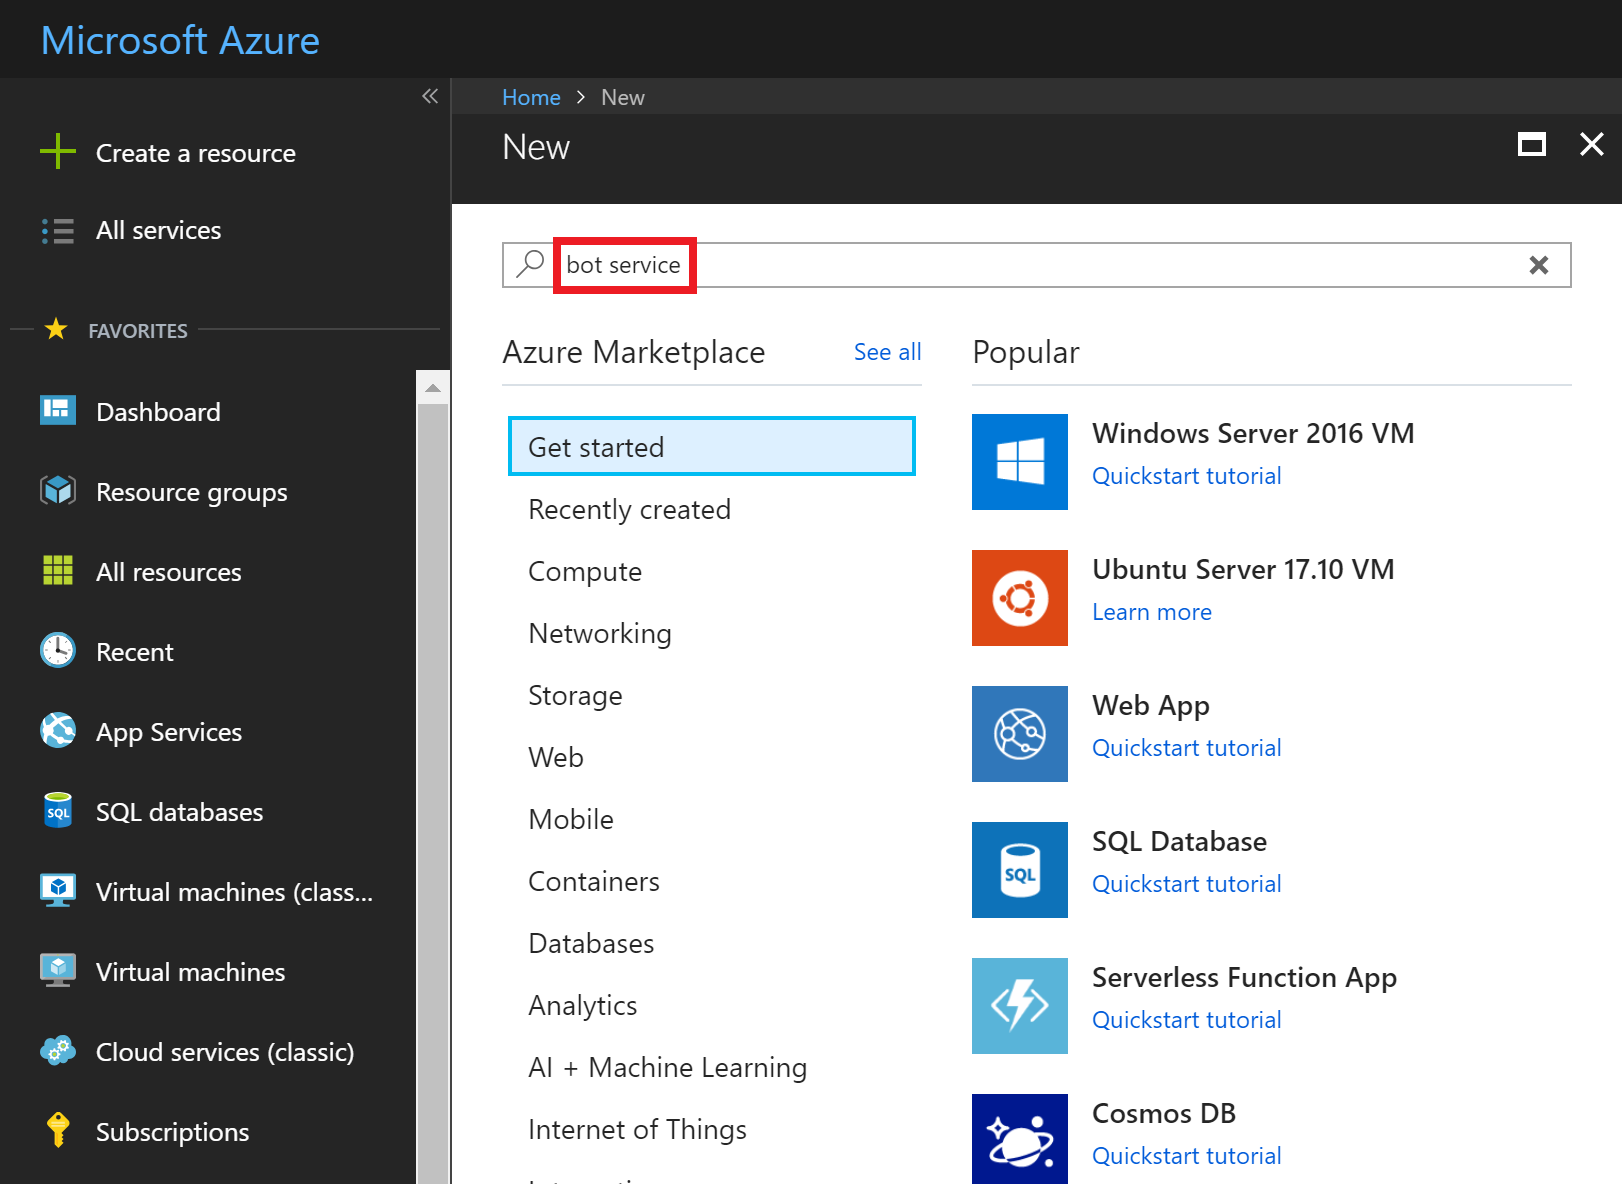 Microsoft Azure
Create a resource
All services
FAVORITES
Dashboard
Resource groups
All resources
Recent
App Services
SQL
SQL databases
Virtual machines (class...
Virtual machines
Cloud services (classic)
Subscriptions
Home > New
New
bot service
Azure Marketplace
See all
Get started
Recently created
Compute
Networking
Storage
Web
Mobile
Containers
Databases
Analytics
AI + Machine Learning
Internet of Things
Popular
Windows Server 2016 VM
Quickstart tutorial
Ubuntu Server 17.10 VM
Learn more
Web App
Quickstart tutorial
SQL
SQL Database
Quickstart tutorial
Serverless Function App
Quickstart tutorial
Cosmos DB
Quickstart tutorial